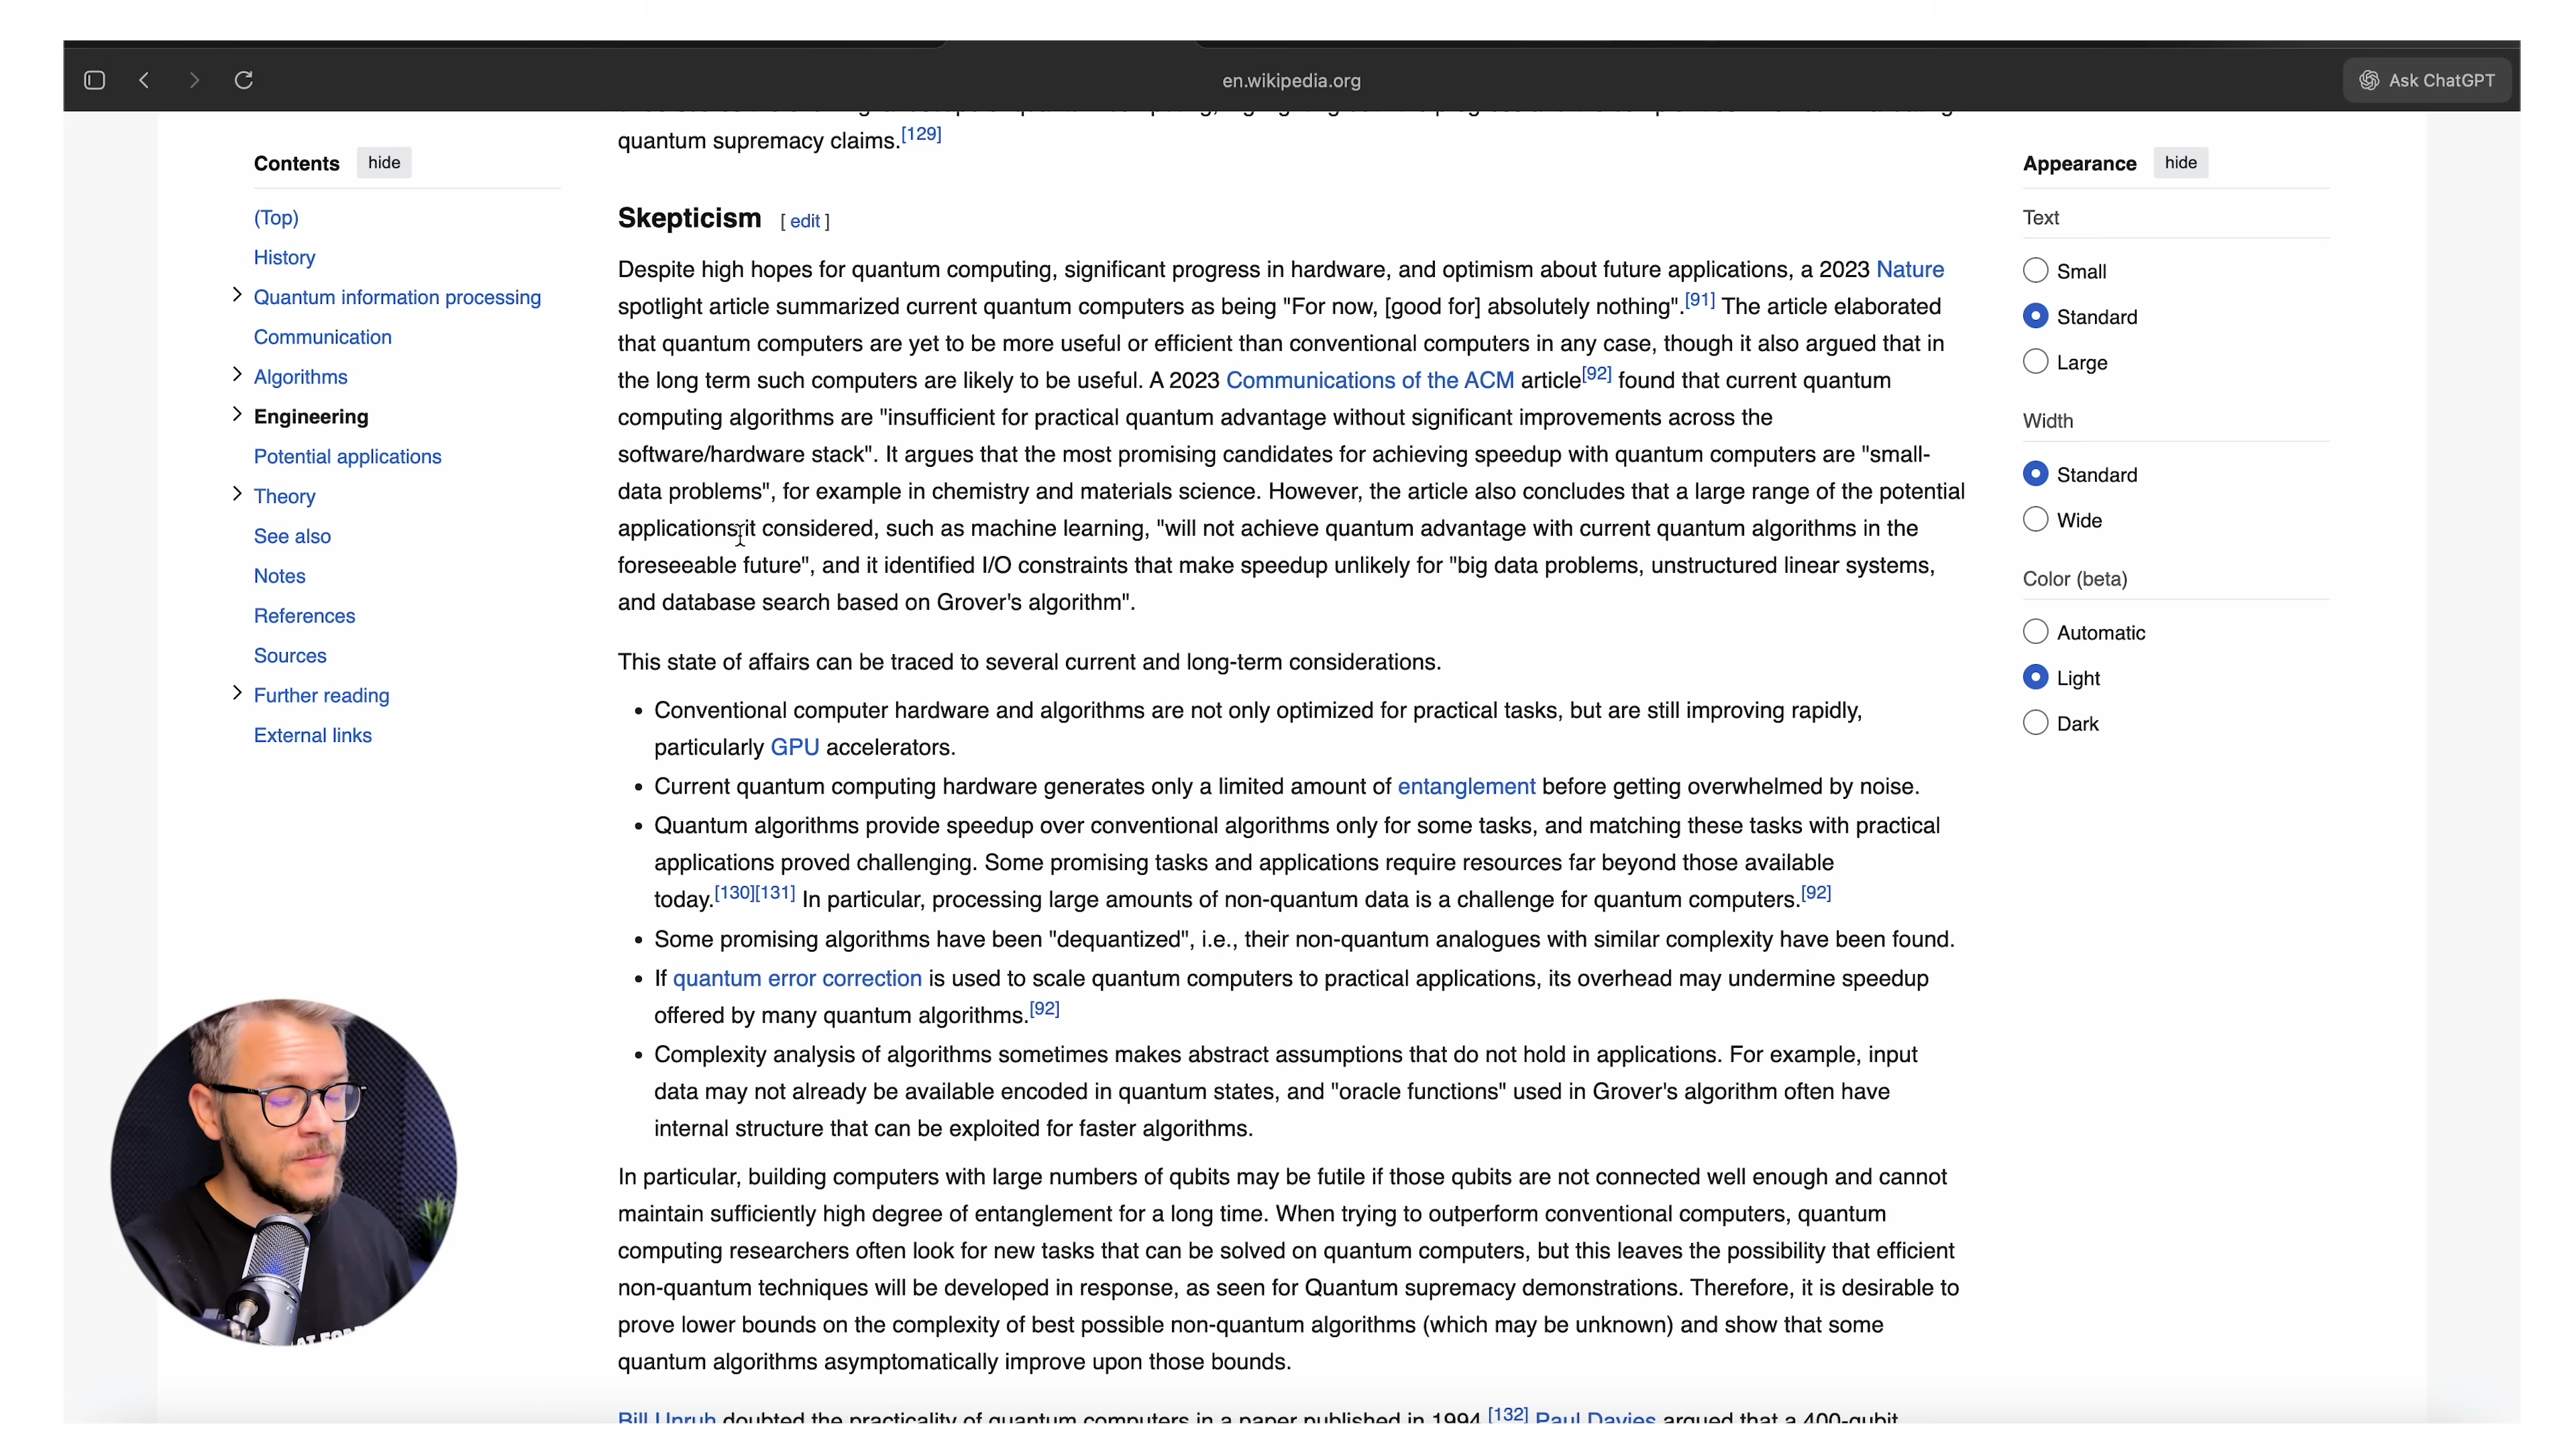 en.wikipedia.org
Ask ChatGPT
quantum supremacy claims.[129]
Contents hide
(Top)
History
Quantum information processing
Communication
Algorithms
Engineering
Potential applications
Theory
See also
Notes
References
Sources
Further reading
External links
Skepticism [ edit ]
Despite high hopes for quantum computing, significant progress in hardware, and optimism about future applications, a 2023 Nature
spotlight article summarized current quantum computers as being "For now, [good for] absolutely nothing".[91] The article elaborated
that quantum computers are yet to be more useful or efficient than conventional computers in any case, though it also argued that in
the long term such computers are likely to be useful. A 2023 Communications of the ACM article[92] found that current quantum
computing algorithms are "insufficient for practical quantum advantage without significant improvements across the
software/hardware stack". It argues that the most promising candidates for achieving speedup with quantum computers are "small-
data problems", for example in chemistry and materials science. However, the article also concludes that a large range of the potential
applications it considered, such as machine learning, "will not achieve quantum advantage with current quantum algorithms in the
foreseeable future", and it identified I/O constraints that make speedup unlikely for "big data problems, unstructured linear systems,
and database search based on Grover's algorithm".
This state of affairs can be traced to several current and long-term considerations.
• Conventional computer hardware and algorithms are not only optimized for practical tasks, but are still improving rapidly,
particularly GPU accelerators.
• Current quantum computing hardware generates only a limited amount of entanglement before getting overwhelmed by noise.
• Quantum algorithms provide speedup over conventional algorithms only for some tasks, and matching these tasks with practical
applications proved challenging. Some promising tasks and applications require resources far beyond those available
today.[130][131] In particular, processing large amounts of non-quantum data is a challenge for quantum computers.[92]
• Some promising algorithms have been "dequantized", i.e., their non-quantum analogues with similar complexity have been found.
• If quantum error correction is used to scale quantum computers to practical applications, its overhead may undermine speedup
offered by many quantum algorithms.[92]
• Complexity analysis of algorithms sometimes makes abstract assumptions that do not hold in applications. For example, input
data may not already be available encoded in quantum states, and "oracle functions" used in Grover's algorithm often have
internal structure that can be exploited for faster algorithms.
In particular, building computers with large numbers of qubits may be futile if those qubits are not connected well enough and cannot
maintain sufficiently high degree of entanglement for a long time. When trying to outperform conventional computers, quantum
computing researchers often look for new tasks that can be solved on quantum computers, but this leaves the possibility that efficient
non-quantum techniques will be developed in response, as seen for Quantum supremacy demonstrations. Therefore, it is desirable to
prove lower bounds on the complexity of best possible non-quantum algorithms (which may be unknown) and show that some
quantum algorithms asymptomatically improve upon those bounds.
Bill Unruh doubted the practicality of quantum computers in a paper published in 1994.[132] Paul Davies argued that a 400-qubit
Appearance hide
Text
Small
Standard
Large
Width
Standard
Wide
Color (beta)
Automatic
Light
Dark